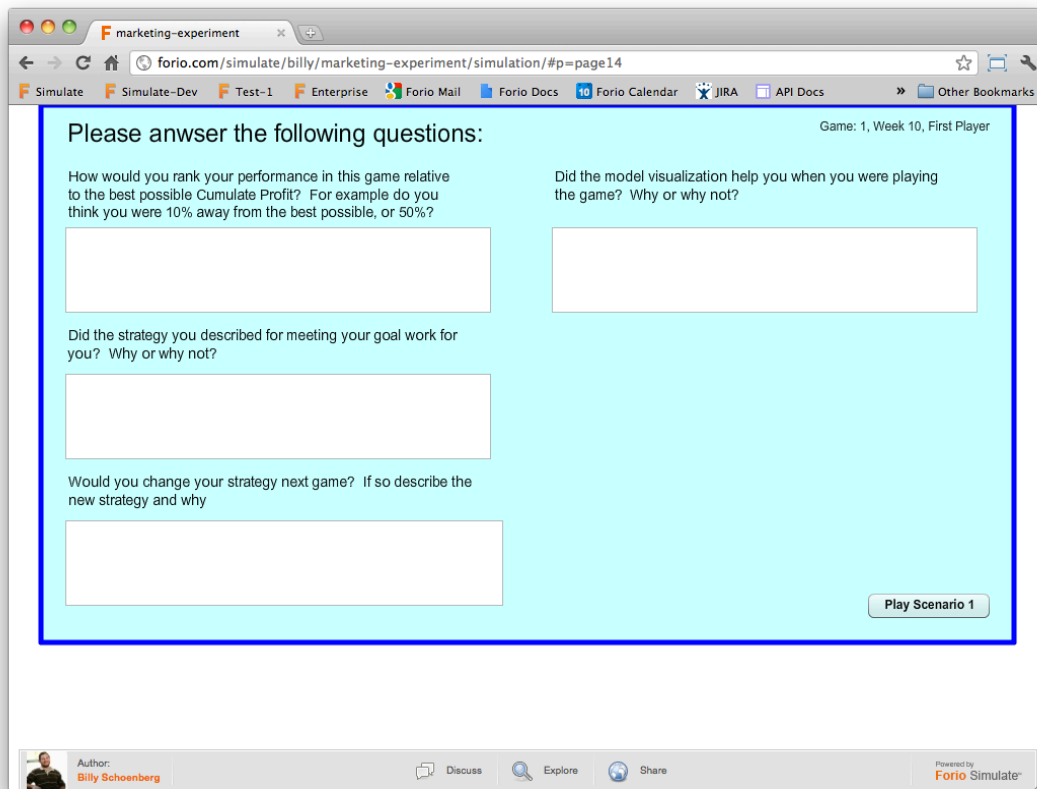 marketing-experiment
forio.com/simulate/billy/marketing-experiment/simulation/#p=page14
Simulate Simulate-Dev Test-1 Enterprise Forio Mail Forio Docs 10 Forio Calendar JIRA API Docs » Other Bookmarks
Please anwser the following questions:
Game: 1, Week 10, First Player
How would you rank your performance in this game relative
to the best possible Cumulate Profit? For example do you
think you were 10% away from the best possible, or 50%?
Did the model visualization help you when you were playing
the game? Why or why not?
Did the strategy you described for meeting your goal work for
you? Why or why not?
Would you change your strategy next game? If so describe the
new strategy and why
Play Scenario 1
Author:
Billy Schoenberg
Discuss Explore Share
Powered by
Forio Simulate